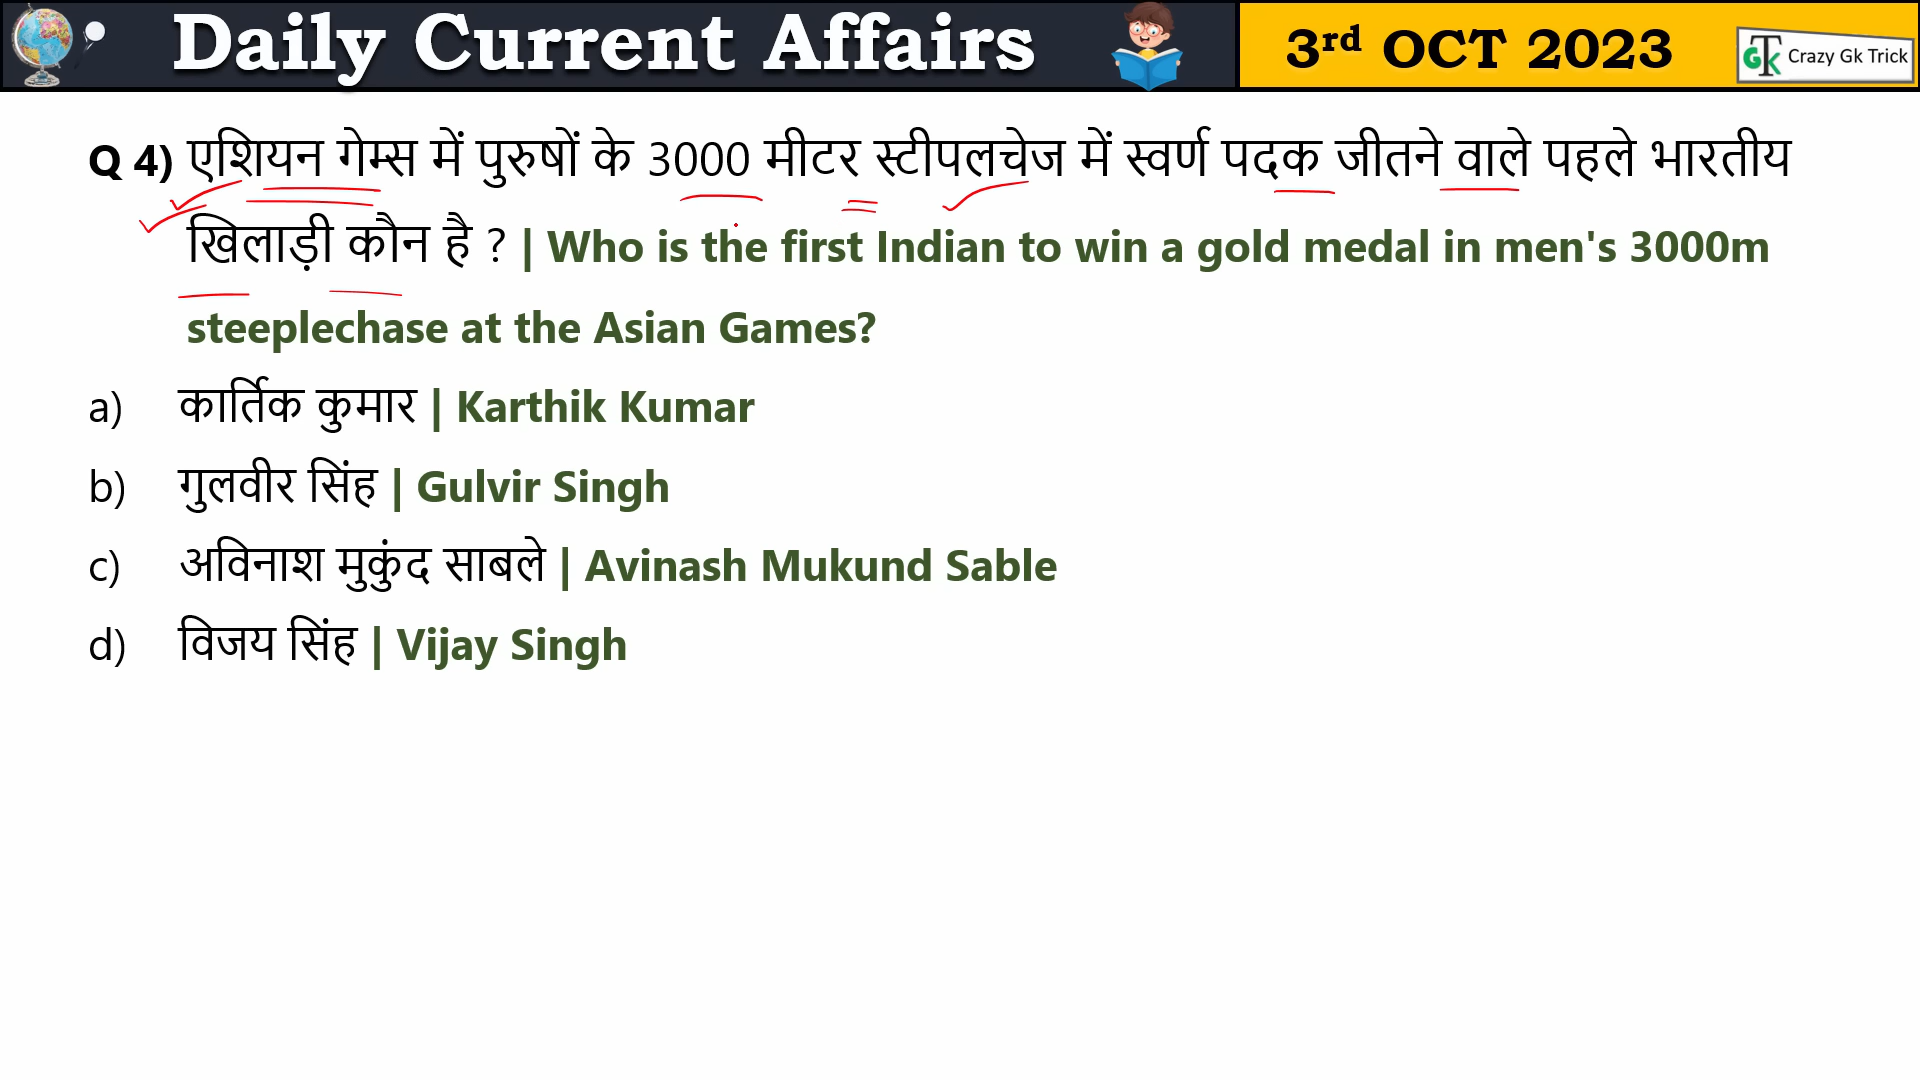 Daily Current Affairs
3rd OCT 2023
GTK Crazy Gk Trick
Q 4) एशियन गेम्स में पुरुषों के 3000 मीटर स्टीपलचेज में स्वर्ण पदक जीतने वाले पहले भारतीय
खिलाड़ी कौन है ? | Who is the first Indian to win a gold medal in men's 3000m
steeplechase at the Asian Games?
a) कार्तिक कुमार | Karthik Kumar
b) गुलवीर सिंह | Gulvir Singh
c) अविनाश मुकुंद साबले | Avinash Mukund Sable
d) विजय सिंह | Vijay Singh